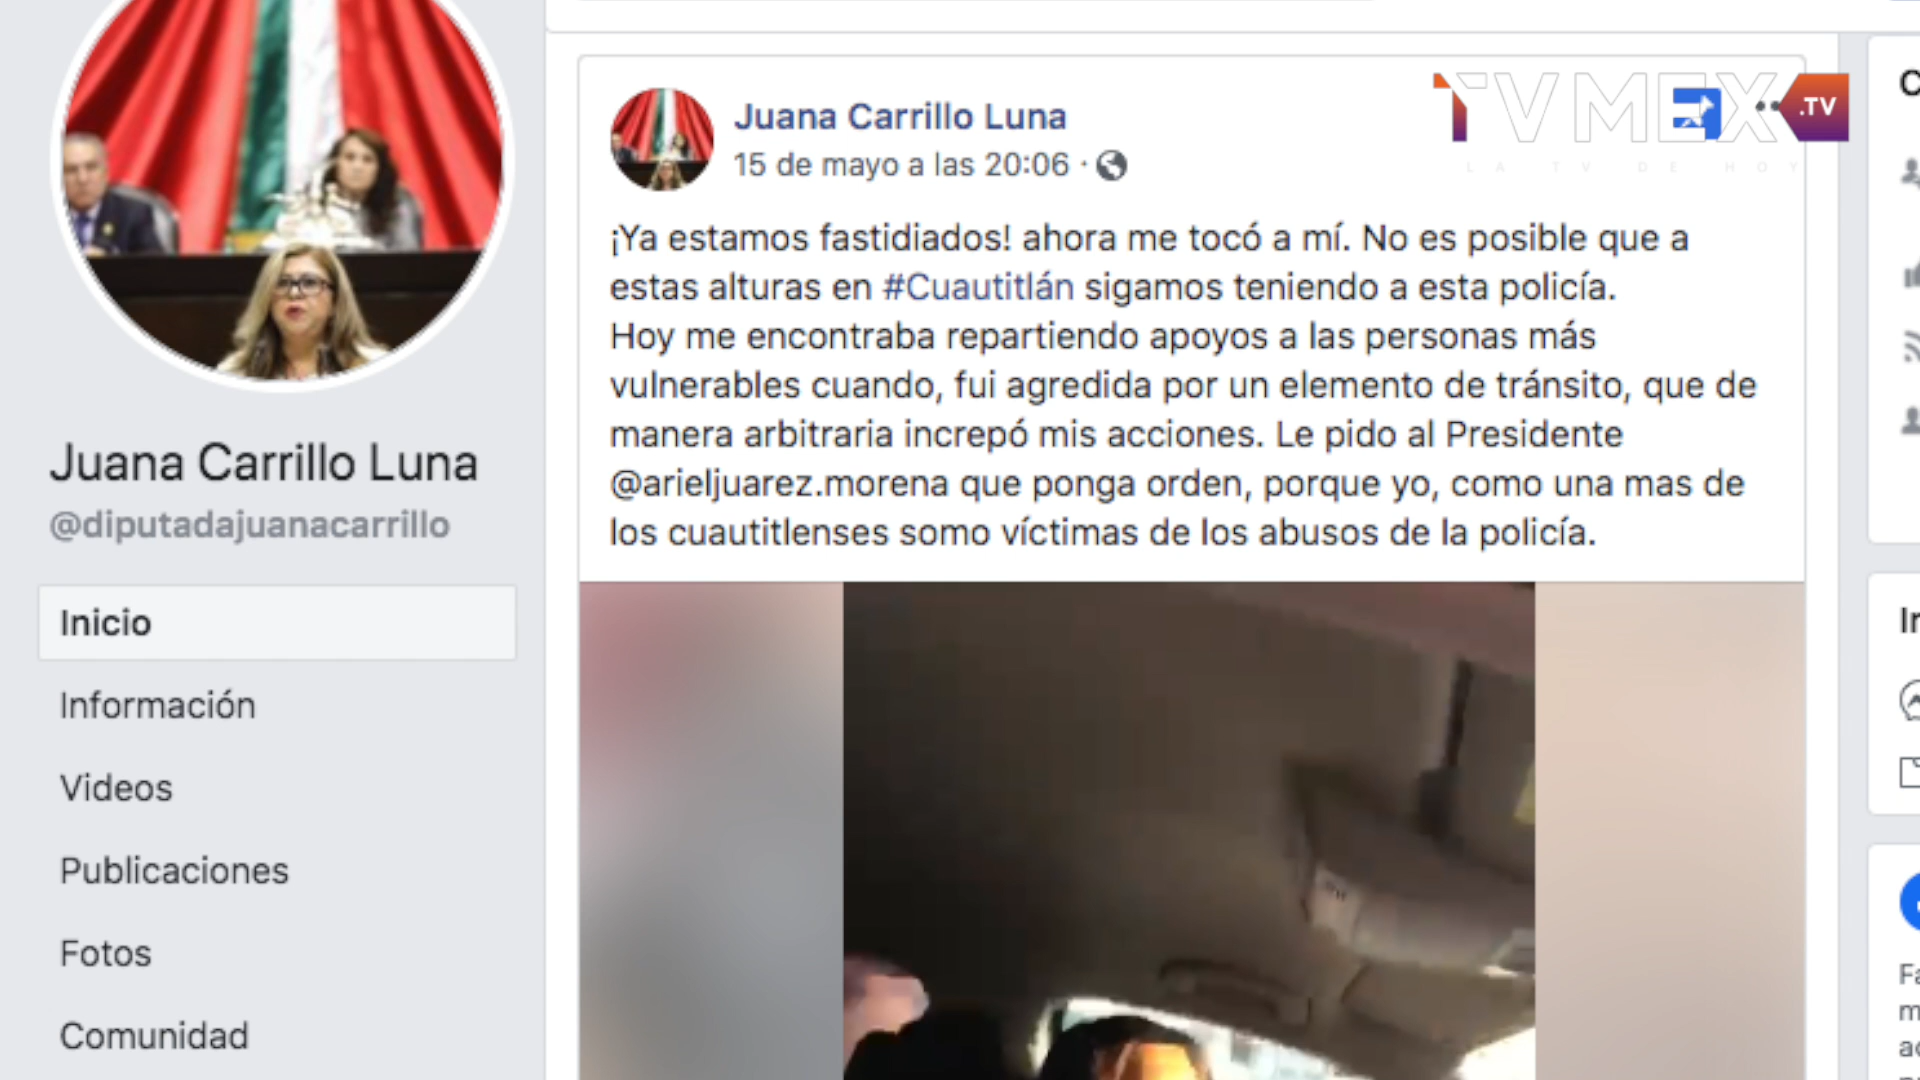 Juana Carrillo Luna
@diputadajuanacarrillo
Inicio
Información
Videos
Publicaciones
Fotos
Comunidad
Juana Carrillo Luna
15 de mayo a las 20:06 ·
¡Ya estamos fastidiados! ahora me tocó a mí. No es posible que a
estas alturas en #Cuautitlán sigamos teniendo a esta policía.
Hoy me encontraba repartiendo apoyos a las personas más
vulnerables cuando, fui agredida por un elemento de tránsito, que de
manera arbitraria increpó mis acciones. Le pido al Presidente
@arieljuarez.morena que ponga orden, porque yo, como una mas de
los cuautitlenses somo víctimas de los abusos de la policía.
TVMEX .TV
LA TV DE HOY